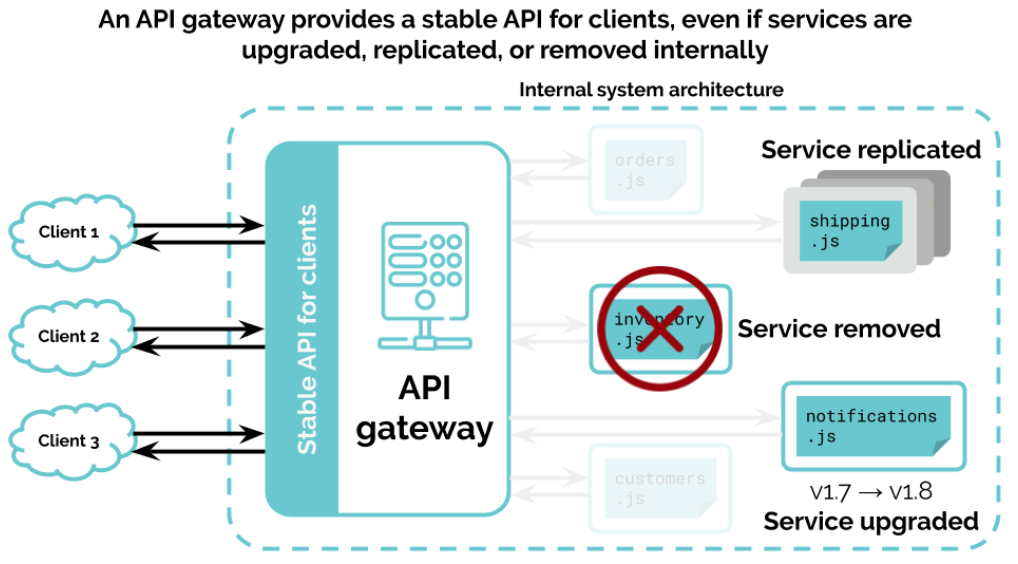 An API gateway provides a stable API for clients, even if services are
upgraded, replicated, or removed internally
Internal system architecture
Client 1
Client 2
Client 3
Stable API for clients
API
gateway
orders
.js
Service replicated
shipping
.js
inventory
.js
Service removed
notifications
.js
v1.7 → v1.8
Service upgraded
customers
.js